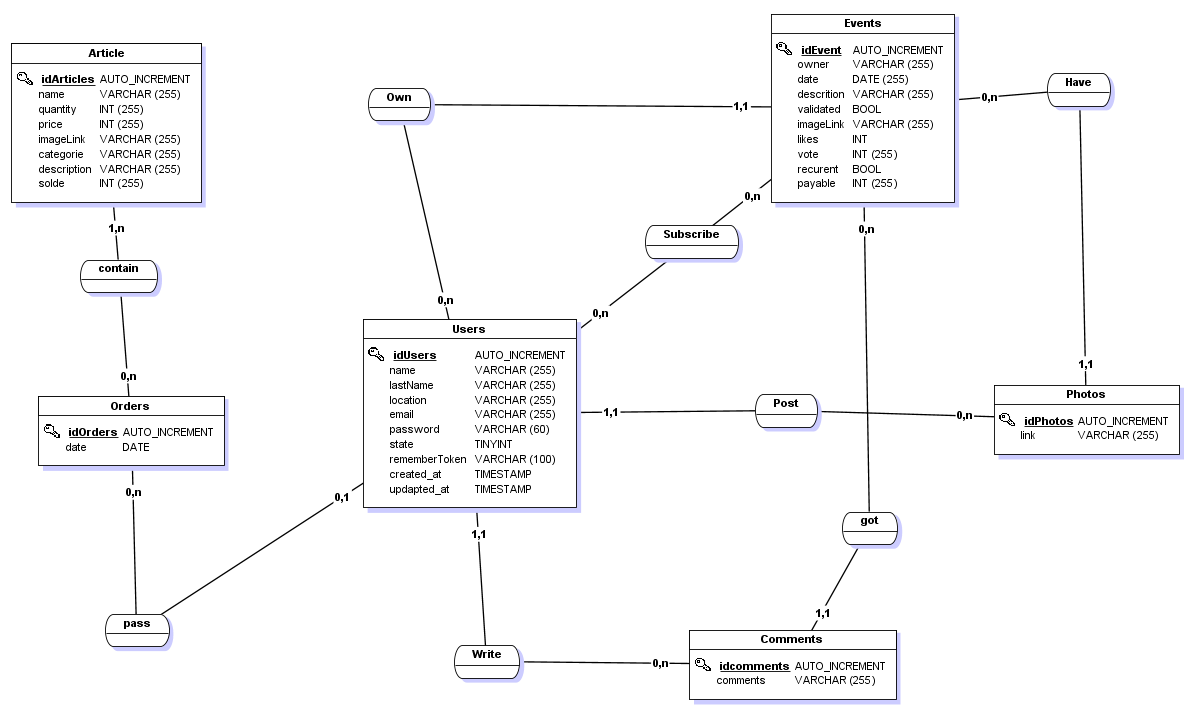 Article
idArticles AUTO_INCREMENT
name VARCHAR (255)
quantity INT (255)
price INT (255)
imageLink VARCHAR (255)
categorie VARCHAR (255)
description VARCHAR (255)
solde INT (255)
1,n
contain
0,n
Orders
idOrders AUTO_INCREMENT
date DATE
0,n
pass
0,1
Own
1,1
0,n
Events
idEvent AUTO_INCREMENT
owner VARCHAR (255)
date DATE (255)
descrition VARCHAR (255)
validated BOOL
imageLink VARCHAR (255)
likes INT
vote INT (255)
recurent BOOL
payable INT (255)
0,n
Have
1,1
0,n
Subscribe
0,n
0,n
Users
idUsers AUTO_INCREMENT
name VARCHAR (255)
lastName VARCHAR (255)
location VARCHAR (255)
email VARCHAR (255)
password VARCHAR (60)
state TINYINT
rememberToken VARCHAR (100)
created_at TIMESTAMP
updapted_at TIMESTAMP
1,1
Post
0,n
Photos
idPhotos AUTO_INCREMENT
link VARCHAR (255)
1,1
Write
0,n
got
1,1
Comments
idcomments AUTO_INCREMENT
comments VARCHAR (255)